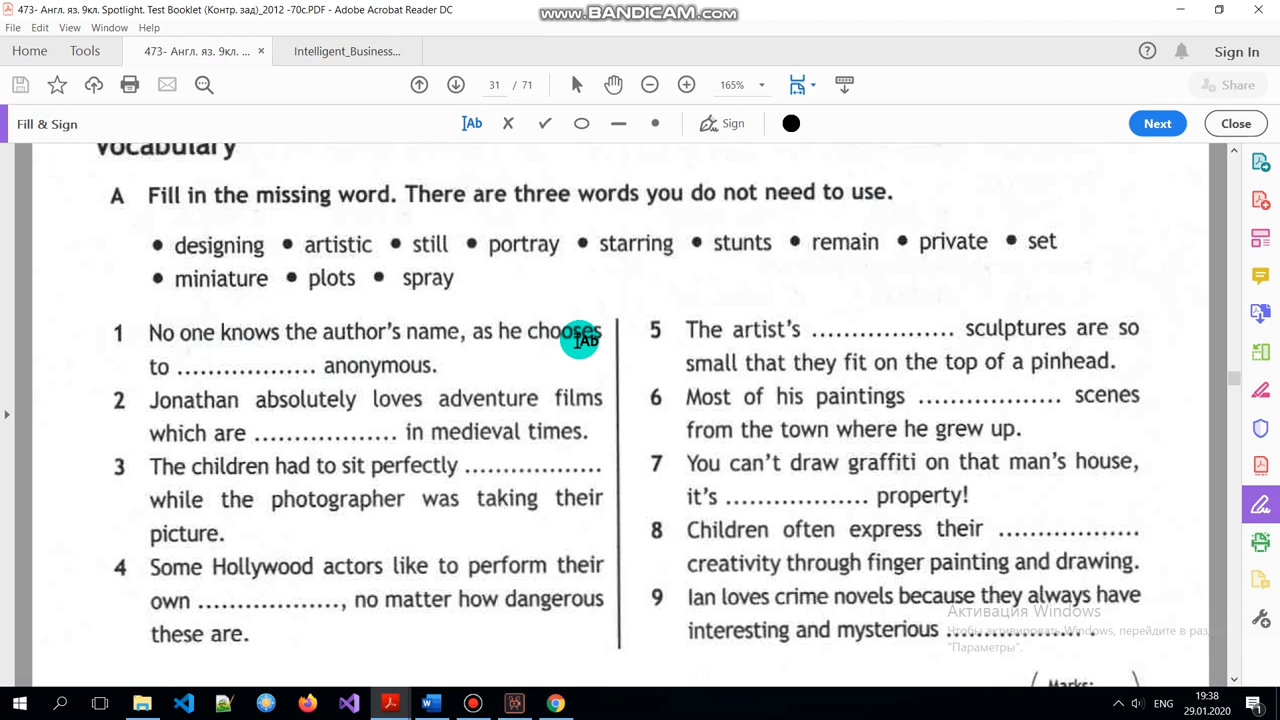 473- Англ. яз. 9кл. Spotlight. Test Booklet (Контр. зад)_2012 -70с.PDF - Adobe Acrobat Reader DC
www.BANDICAM.com
File Edit View Window Help
Home Tools 473- Англ. яз. 9кл. ... × Intelligent_Business... Sign In
31 / 71 165% Share
Fill & Sign Ab Sign Next Close
Vocabulary
A Fill in the missing word. There are three words you do not need to use.
• designing • artistic • still • portray • starring • stunts • remain • private • set
• miniature • plots • spray
1 No one knows the author's name, as he chooses
to ................. anonymous.
2 Jonathan absolutely loves adventure films
which are ................. in medieval times.
3 The children had to sit perfectly .................
while the photographer was taking their
picture.
4 Some Hollywood actors like to perform their
own ................., no matter how dangerous
these are.
5 The artist's ................. sculptures are so
small that they fit on the top of a pinhead.
6 Most of his paintings ................. scenes
from the town where he grew up.
7 You can't draw graffiti on that man's house,
it's ................. property!
8 Children often express their .................
creativity through finger painting and drawing.
9 Ian loves crime novels because they always have
interesting and mysterious ................. .
Ab
Активация Windows
Чтобы активировать Windows, перейдите в раздел
"Параметры".
Marks:
ENG
19:38
29.01.2020
1